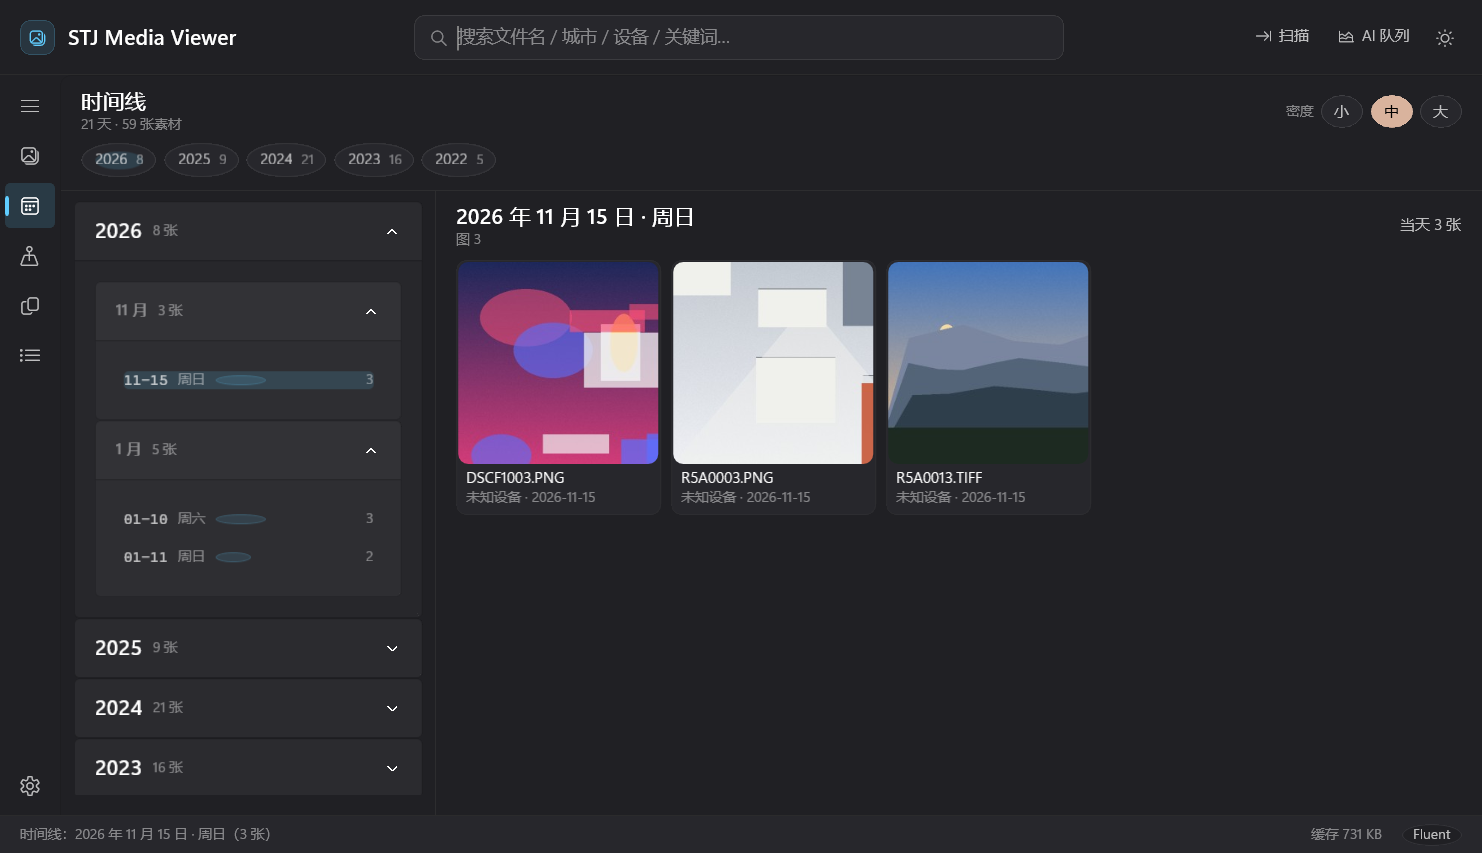 STJ Media Viewer
搜索文件名 / 城市 / 设备 / 关键词...
扫描
AI 队列
时间线
21 天 · 59 张素材
密度 小 中 大
2026 8
2025 9
2024 21
2023 16
2022 5
2026 8 张
11 月 3 张
11-15 周日 3
1 月 5 张
01-10 周六 3
01-11 周日 2
2025 9 张
2024 21 张
2023 16 张
2026 年 11 月 15 日 · 周日
图 3
当天 3 张
DSCF1003.PNG
未知设备 · 2026-11-15
R5A0003.PNG
未知设备 · 2026-11-15
R5A0013.TIFF
未知设备 · 2026-11-15
时间线: 2026 年 11 月 15 日 · 周日（3 张）
缓存 731 KB
Fluent